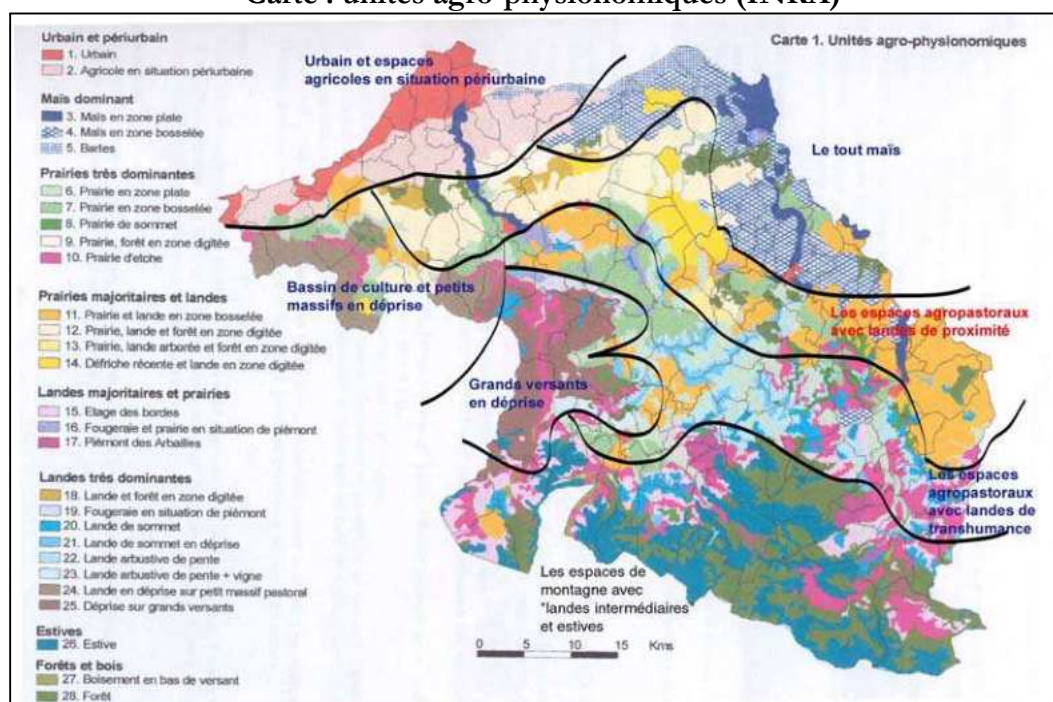 Carte : unités agro-physionomiques (INRA)
Urbain et périurbain
1. Urbain
2. Agricole en situation périurbaine
Maïs dominant
3. Maïs en zone plate
4. Maïs en zone bosselée
5. Bartes
Prairies très dominantes
6. Prairie en zone plate
7. Prairie en zone bosselée
8. Prairie de sommet
9. Prairie, forêt en zone digitée
10. Prairie d'etche
Prairies majoritaires et landes
11. Prairie et lande en zone bosselée
12. Prairie, lande et forêt en zone digitée
13. Prairie, lande arborée et forêt en zone digitée
14. Défriche récente et lande en zone digitée
Landes majoritaires et prairies
15. Etage des bordes
16. Fougeraie et prairie en situation de piémont
17. Piémont des Arbailles
Landes très dominantes
18. Lande et forêt en zone digitée
19. Fougeraie en situation de piémont
20. Lande de sommet
21. Lande de sommet en déprise
22. Lande arbustive de pente
23. Lande arbustive de pente + vigne
24. Lande en déprise sur petit massif pastoral
25. Déprise sur grands versants
Estives
26. Estive
Forêts et bois
27. Boisement en bas de versant
28. Forêt
Carte 1. Unités agro-physionomiques
Urbain et espaces
agricoles en situation périurbaine
Le tout maïs
Bassin de culture et petits
massifs en déprise
Les espaces agropastoraux
avec landes de proximité
Grands versants
en déprise
Les espaces
agropastoraux
avec landes de
transhumance
Les espaces de
montagne avec
"landes intermédiaires"
et estives
0 5 10 15 Kms